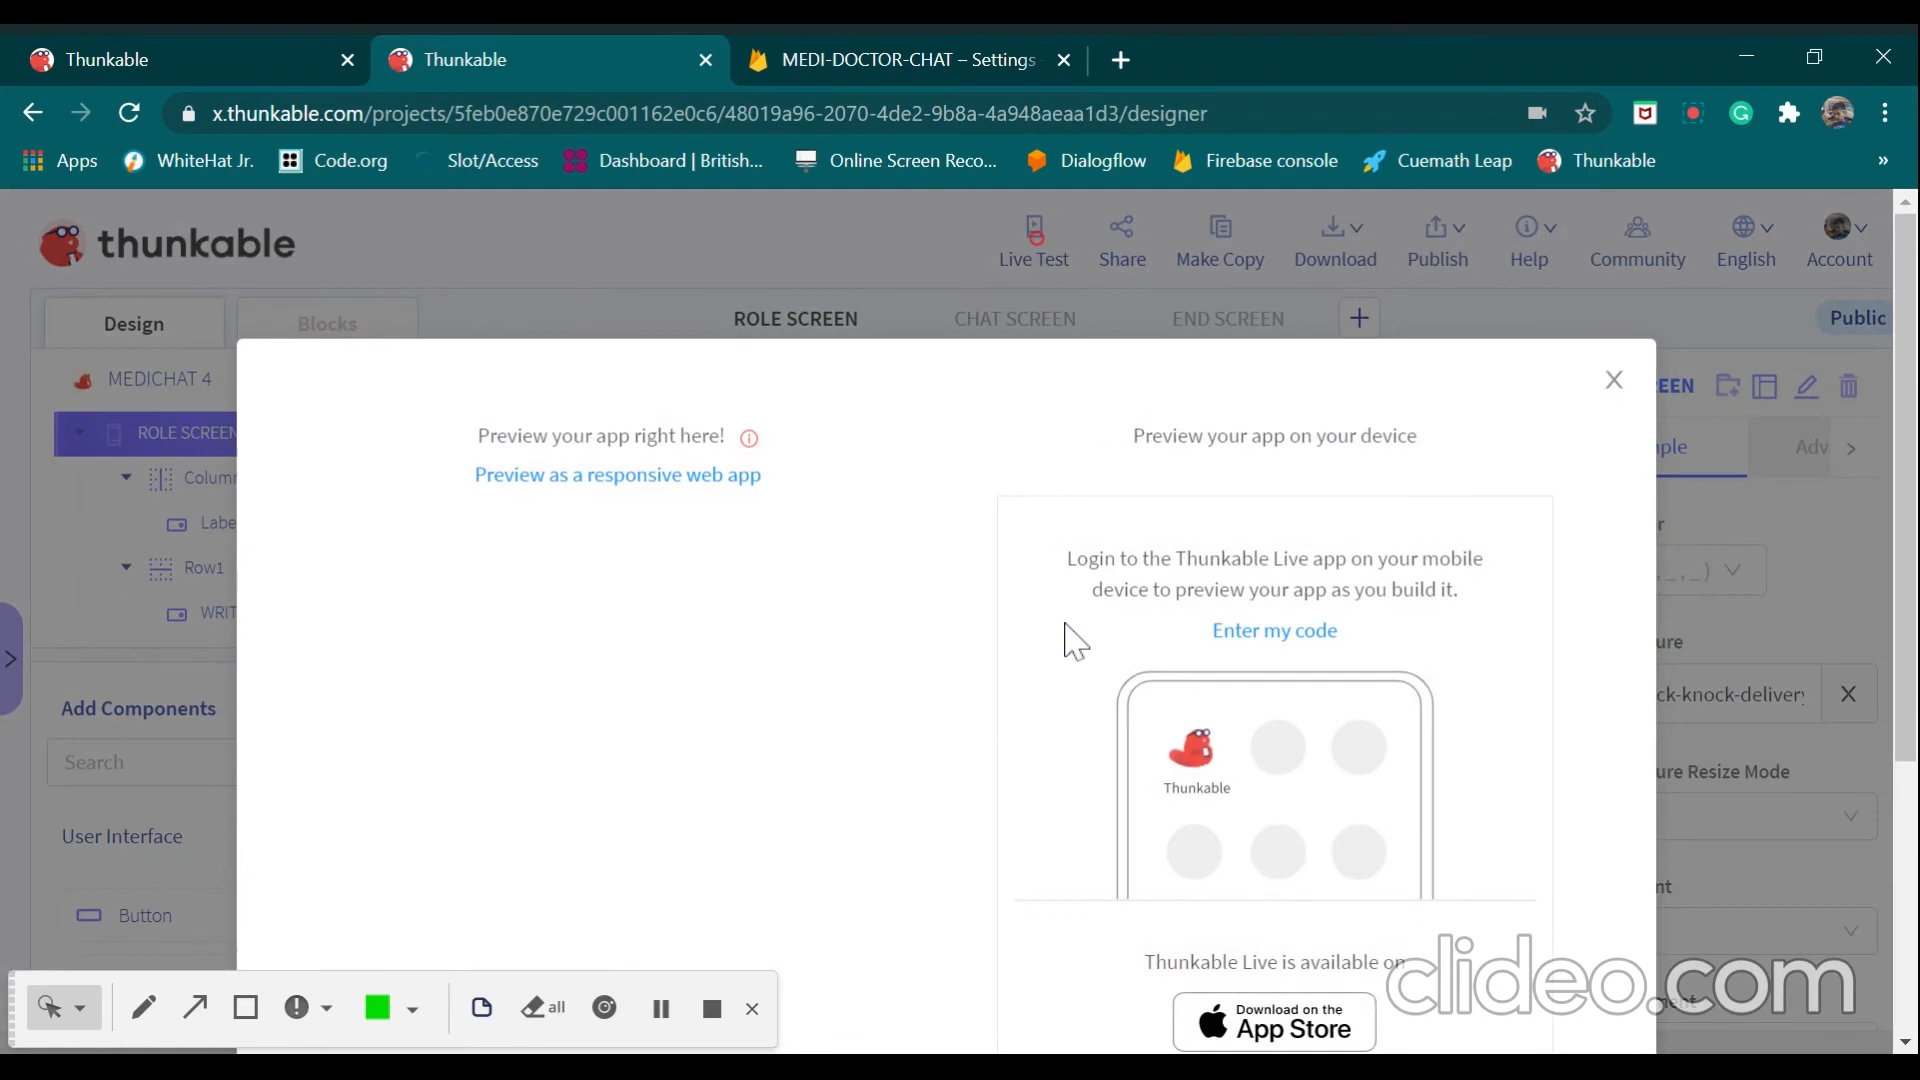 Thunkable
Thunkable
MEDI-DOCTOR-CHAT – Settings
x.thunkable.com/projects/5feb0e870e729c001162e0c6/48019a96-2070-4de2-9b8a-4a948aeaa1d3/designer
Apps WhiteHat Jr. Code.org Slot/Access Dashboard | British... Online Screen Reco... Dialogflow Firebase console Cuemath Leap Thunkable »
thunkable
Live Test Share Make Copy Download Publish Help Community English Account
Design Blocks ROLE SCREEN CHAT SCREEN END SCREEN + Public
MEDICHAT 4
ROLE SCREEN
Preview your app right here!
Preview your app on your device
Preview as a responsive web app
Row1
Login to the Thunkable Live app on your mobile
device to preview your app as you build it.
Enter my code
Add Components
Search
Thunkable
ure Resize Mode
User Interface
Button
Thunkable Live is available on
Download on the
App Store
all
clideo.com